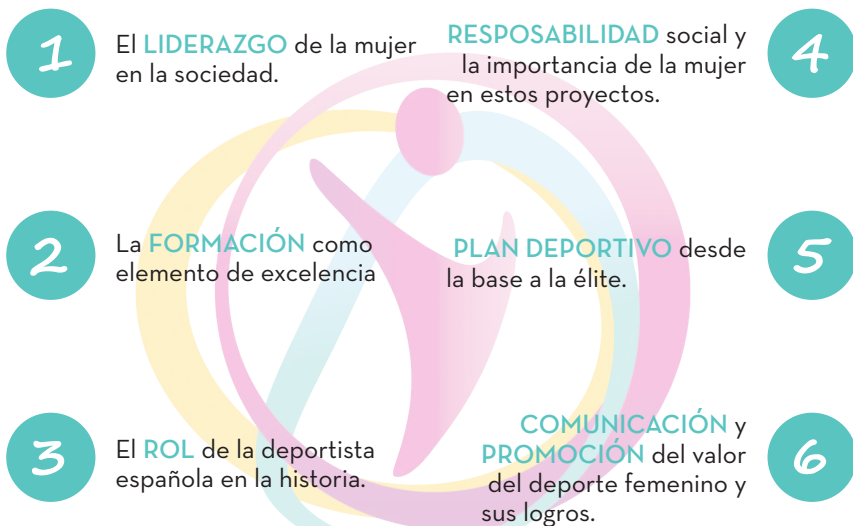 1
El LIDERAZGO de la mujer
en la sociedad.
2
La FORMACIÓN como
elemento de excelencia
3
El ROL de la deportista
española en la historia.
RESPOSABILIDAD social y
la importancia de la mujer
en estos proyectos.
4
PLAN DEPORTIVO desde
la base a la élite.
5
COMUNICACIÓN y
PROMOCIÓN del valor
del deporte femenino y
sus logros.
6